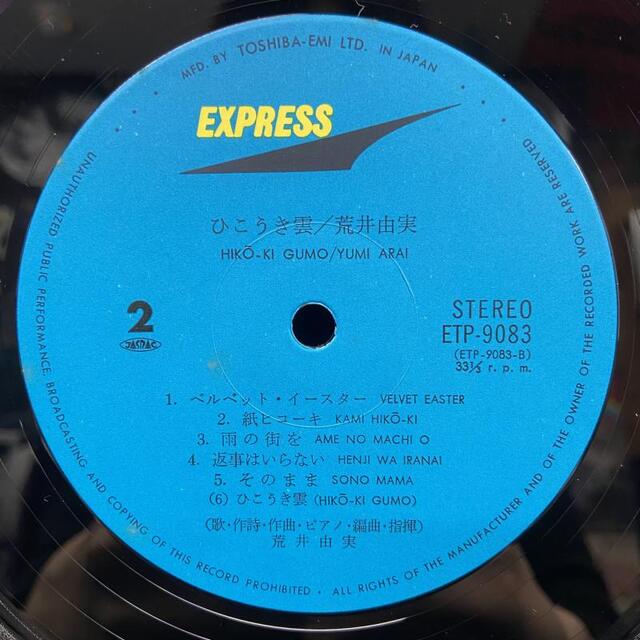 MFD. BY TOSHIBA-EMI LTD. IN JAPAN
EXPRESS
ひこうき雲/荒井由実
HIKŌ-KI GUMO/YUMI ARAI
2
JASRAC
STEREO
ETP-9083
(ETP-9083-B)
33⅓ r. p. m.
1. ベルベット・イースター VELVET EASTER
2. 紙ヒコーキ KAMI HIKŌ-KI
3. 雨の街を AME NO MACHI O
4. 返事はいらない HENJI WA IRANAI
5. そのまま SONO MAMA
(6) ひこうき雲 (HIKŌ-KI GUMO)
(歌・作詩・作曲・ピアノ・編曲・指揮)
荒井由実
UNAUTHORIZED PUBLIC PERFORMANCE, BROADCASTING AND COPYING OF THIS RECORD PROHIBITED • ALL RIGHTS OF THE MANUFACTURER AND OF THE OWNER OF THE RECORDED WORK ARE RESERVED